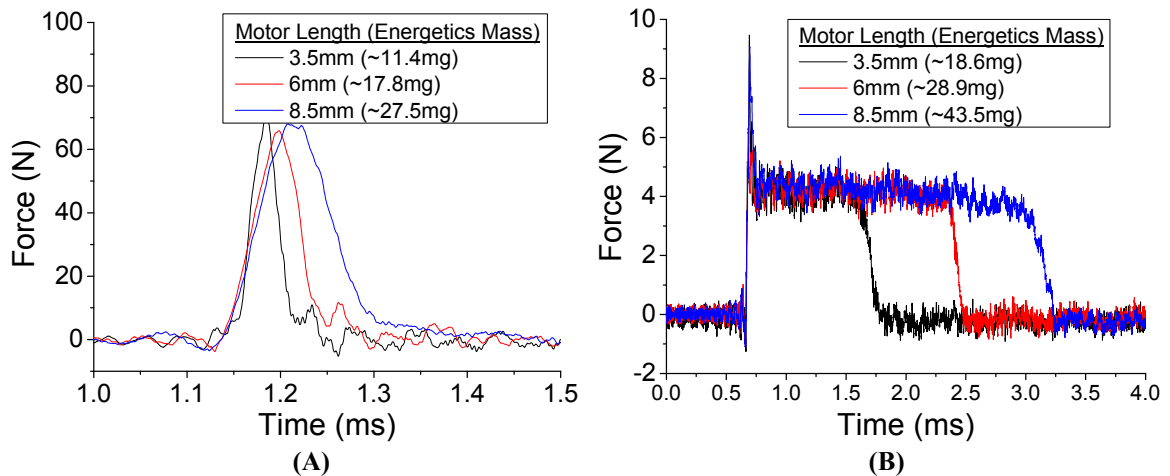 100
80
60
40
20
0
Force (N)
Motor Length (Energetics Mass)
3.5mm (~11.4mg)
6mm (~17.8mg)
8.5mm (~27.5mg)
1.0 1.1 1.2 1.3 1.4 1.5
Time (ms)
(A)
10
8
6
4
2
0
-2
Force (N)
Motor Length (Energetics Mass)
3.5mm (~18.6mg)
6mm (~28.9mg)
8.5mm (~43.5mg)
0.0 0.5 1.0 1.5 2.0 2.5 3.0 3.5 4.0
Time (ms)
(B)